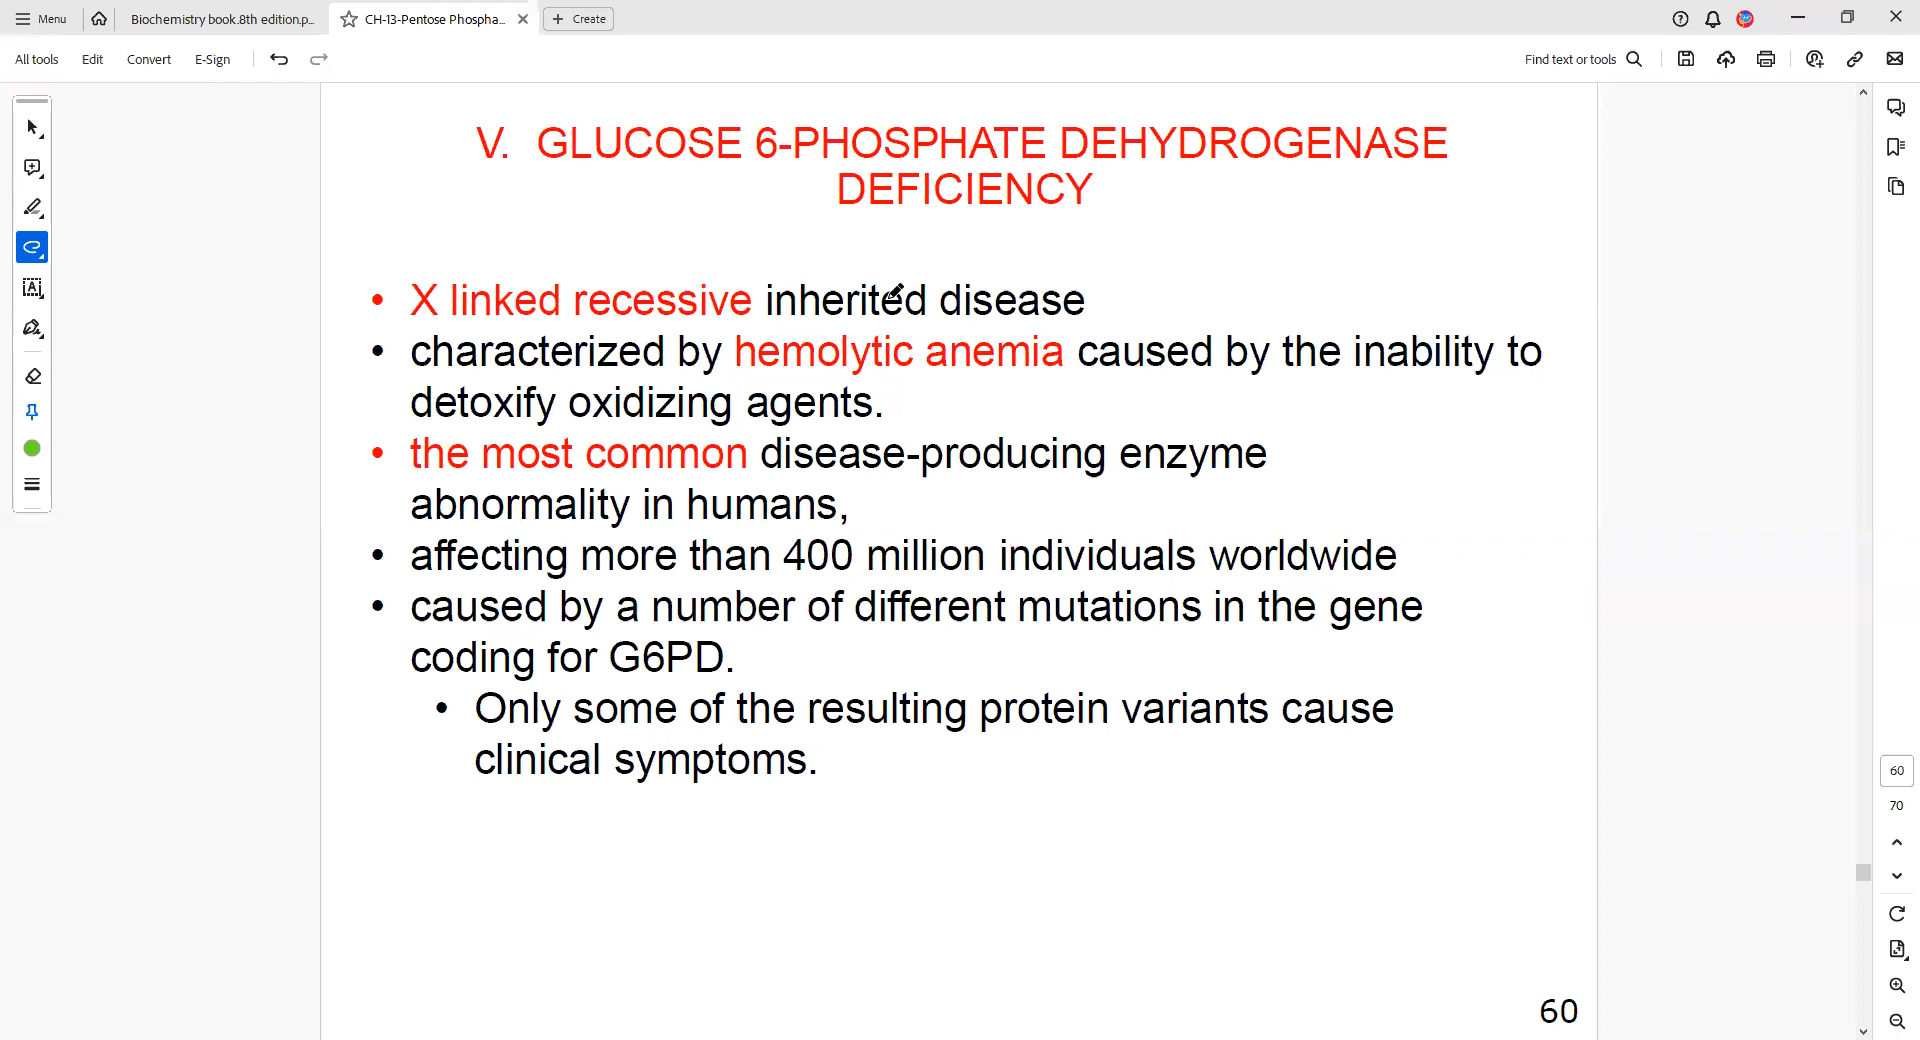 Menu
Biochemistry book.8th edition.p...
CH-13-Pentose Phospha...
Create
All tools
Edit
Convert
E-Sign
Find text or tools
V. GLUCOSE 6-PHOSPHATE DEHYDROGENASE
DEFICIENCY
• X linked recessive inherited disease
• characterized by hemolytic anemia caused by the inability to
detoxify oxidizing agents.
• the most common disease-producing enzyme
abnormality in humans,
• affecting more than 400 million individuals worldwide
• caused by a number of different mutations in the gene
coding for G6PD.
• Only some of the resulting protein variants cause
clinical symptoms.
60
60
70